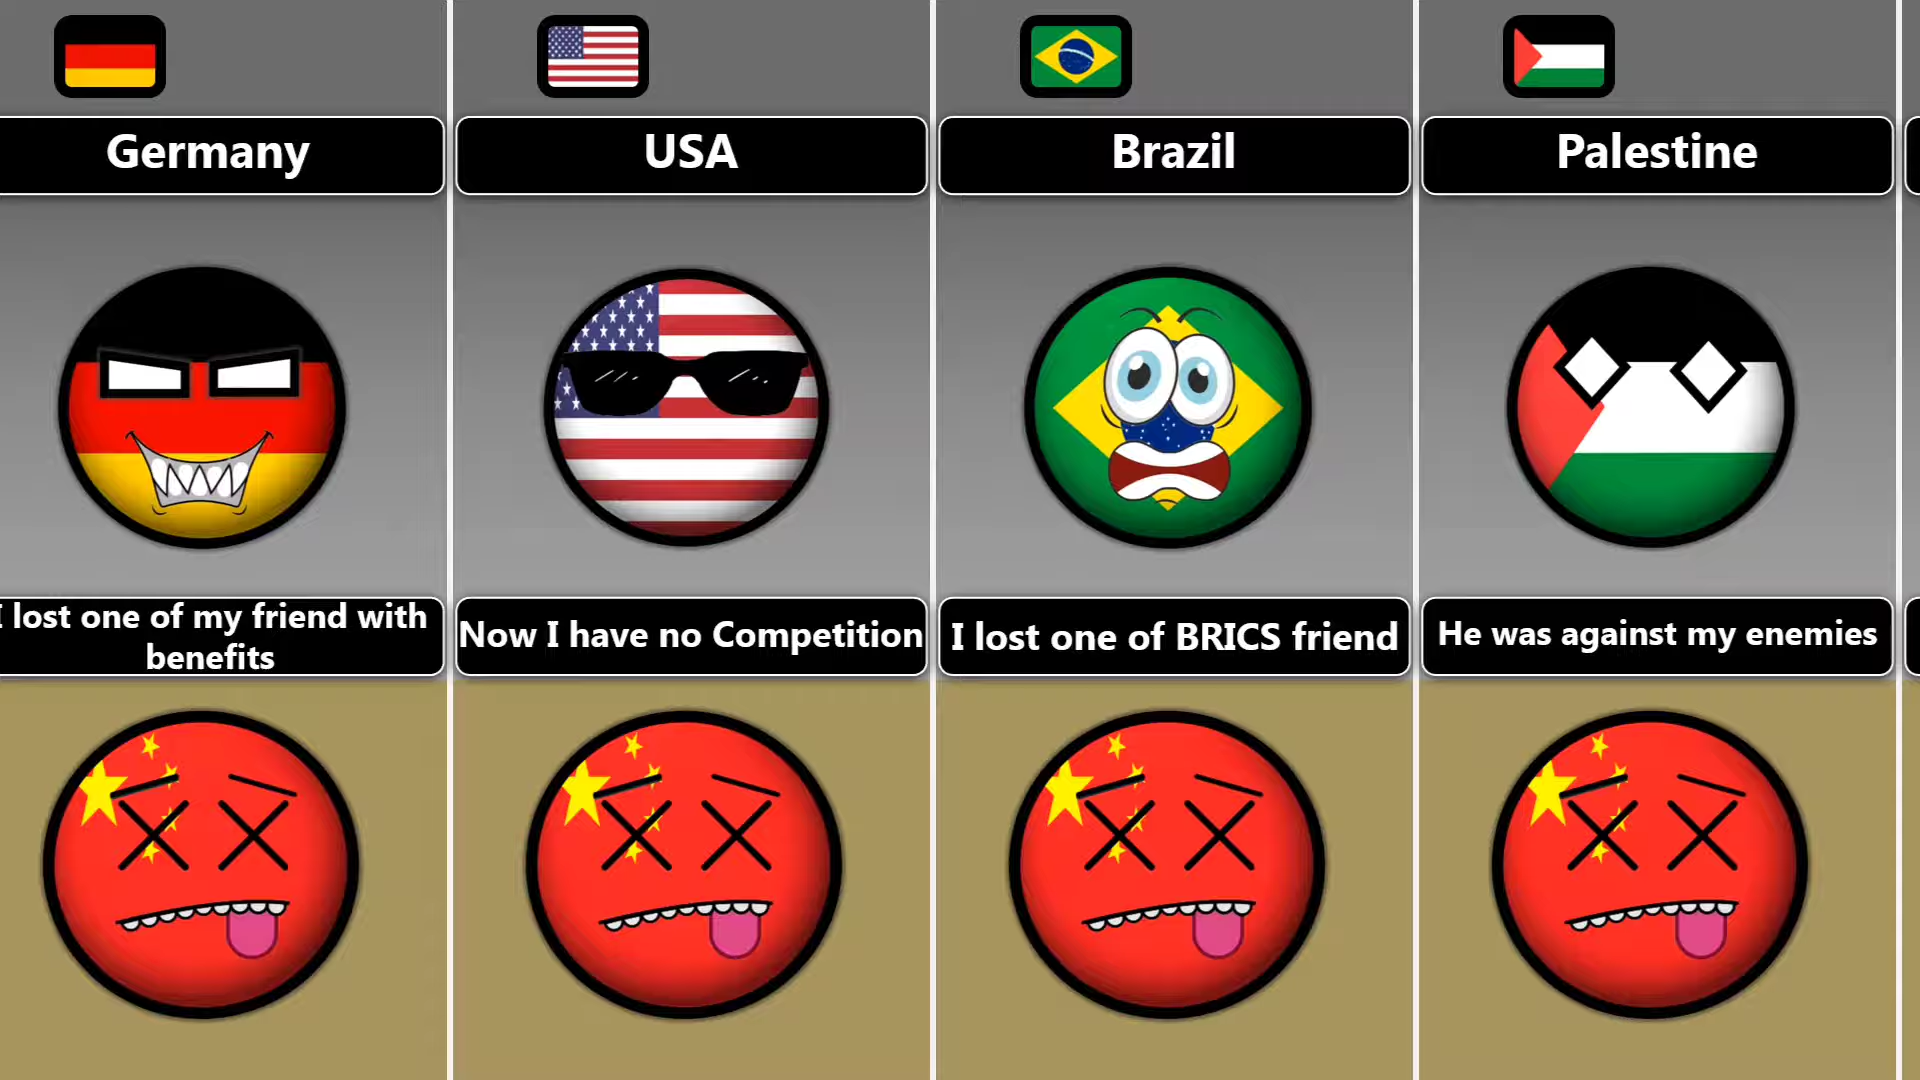 Germany
USA
Brazil
Palestine
I lost one of my friend with
benefits
Now I have no Competition
I lost one of BRICS friend
He was against my enemies